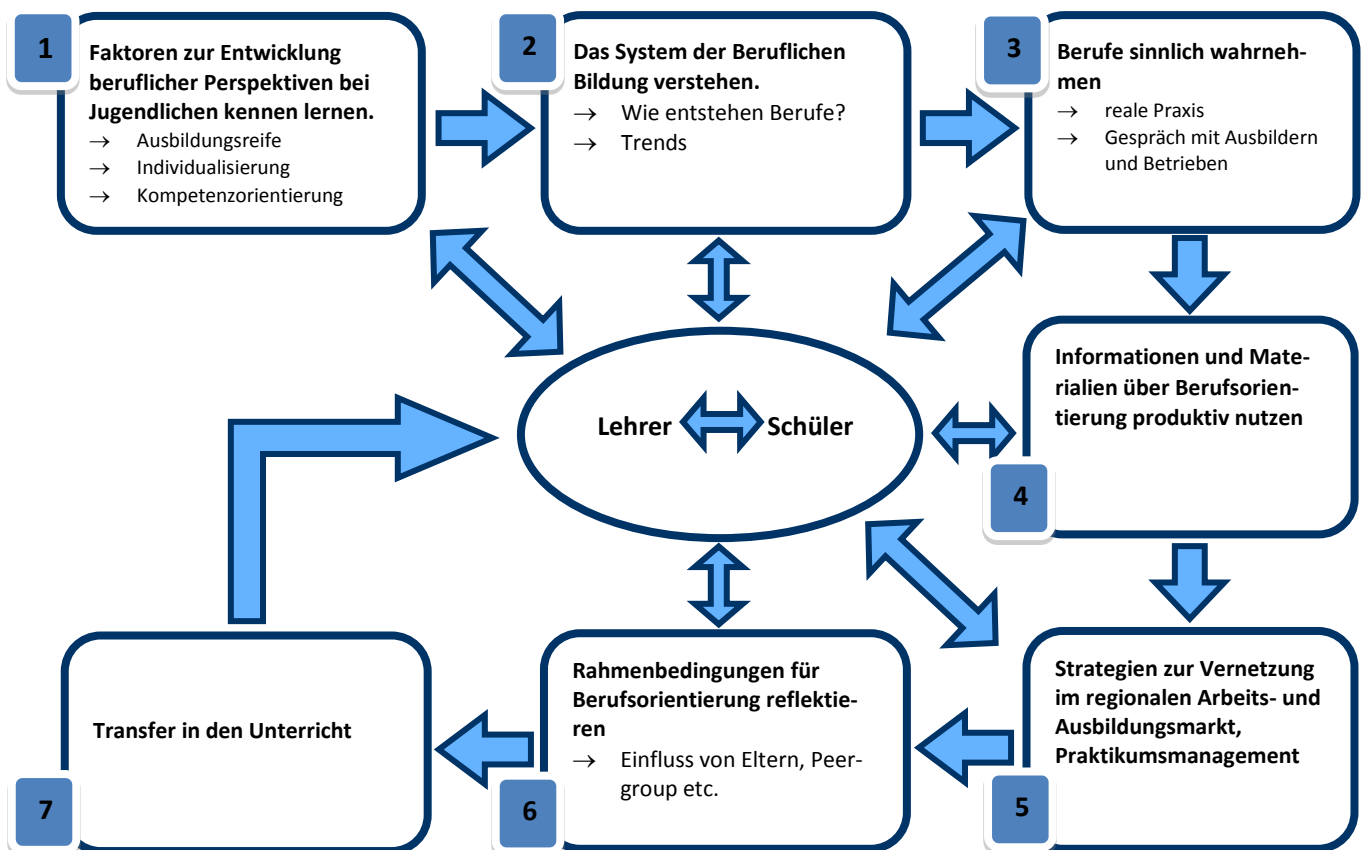 1
Faktoren zur Entwicklung
beruflicher Perspektiven bei
Jugendlichen kennen lernen.
→ Ausbildungsreife
→ Individualisierung
→ Kompetenzorientierung
2
Das System der Beruflichen
Bildung verstehen.
→ Wie entstehen Berufe?
→ Trends
3
Berufe sinnlich wahrneh-
men
→ reale Praxis
→ Gespräch mit Ausbildern
und Betrieben
Lehrer Schüler
Informationen und Mate-
rialien über Berufsorien-
tierung produktiv nutzen
4
Strategien zur Vernetzung
im regionalen Arbeits- und
Ausbildungsmarkt,
Praktikumsmanagement
5
Rahmenbedingungen für
Berufsorientierung reflektie-
ren
→ Einfluss von Eltern, Peer-
group etc.
6
Transfer in den Unterricht
7